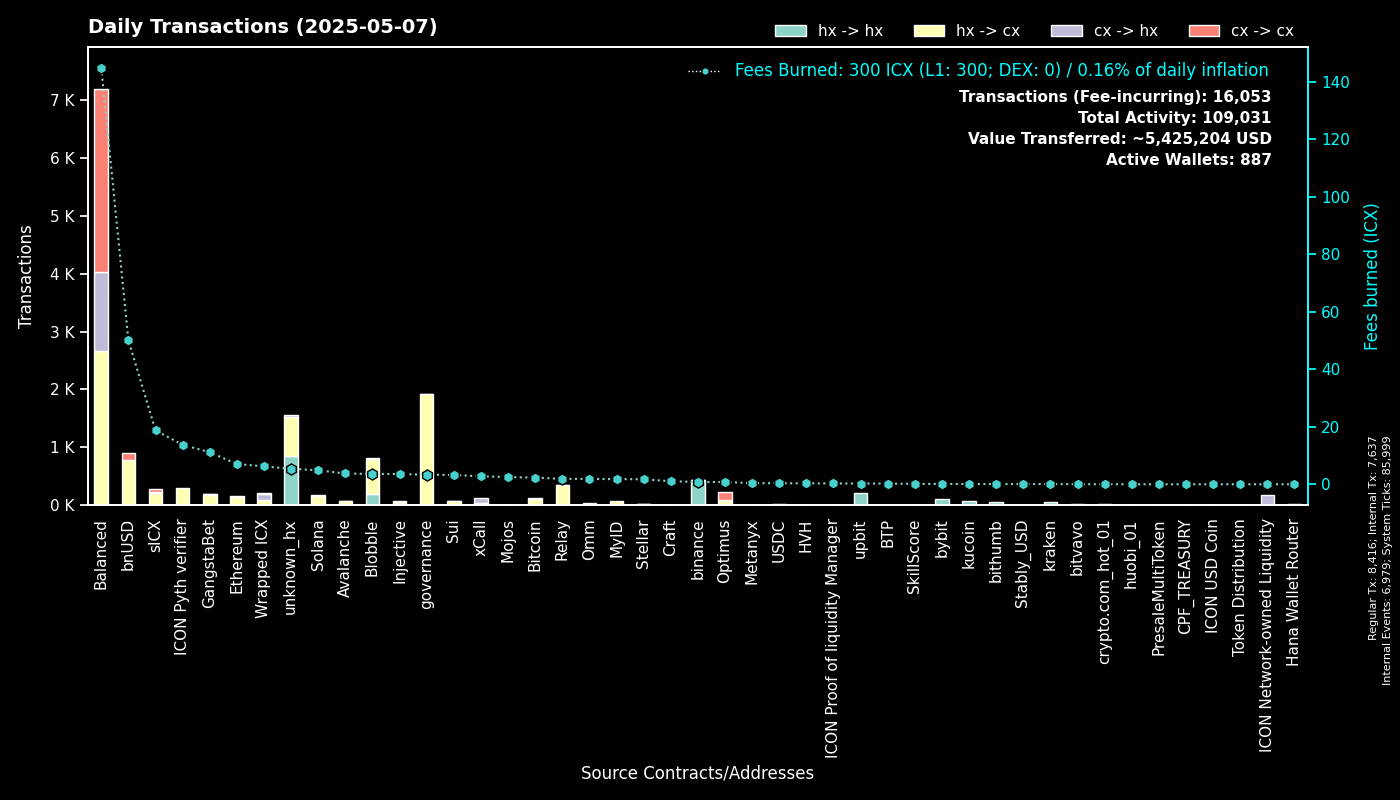 Daily Transactions (2025-05-07)
hx -> hx
hx -> cx
cx -> hx
cx -> cx
Fees Burned: 300 ICX (L1: 300; DEX: 0) / 0.16% of daily inflation
Transactions (Fee-incurring): 16,053
Total Activity: 109,031
Value Transferred: ~5,425,204 USD
Active Wallets: 887
Transactions
7 K
6 K
5 K
4 K
3 K
2 K
1 K
0 K
140
120
100
80
60
40
20
0
Fees burned (ICX)
Balanced
bnUSD
sICX
ICON Pyth verifier
GangstaBet
Ethereum
Wrapped ICX
unknown_hx
Solana
Avalanche
Blobble
Injective
governance
Sui
xCall
Mojos
Bitcoin
Relay
Omm
MyID
Stellar
Craft
binance
Optimus
Metanyx
USDC
HVH
ICON Proof of liquidity Manager
upbit
BTP
SkillScore
bybit
kucoin
bithumb
Stably_USD
kraken
bitvavo
crypto.com_hot_01
huobi_01
PresaleMultiToken
CPF_TREASURY
ICON USD Coin
Token Distribution
ICON Network-owned Liquidity
Hana Wallet Router
Source Contracts/Addresses
Regular Tx: 8,416; Internal Tx: 7,637
Internal Events: 6,979; System Ticks: 85,999